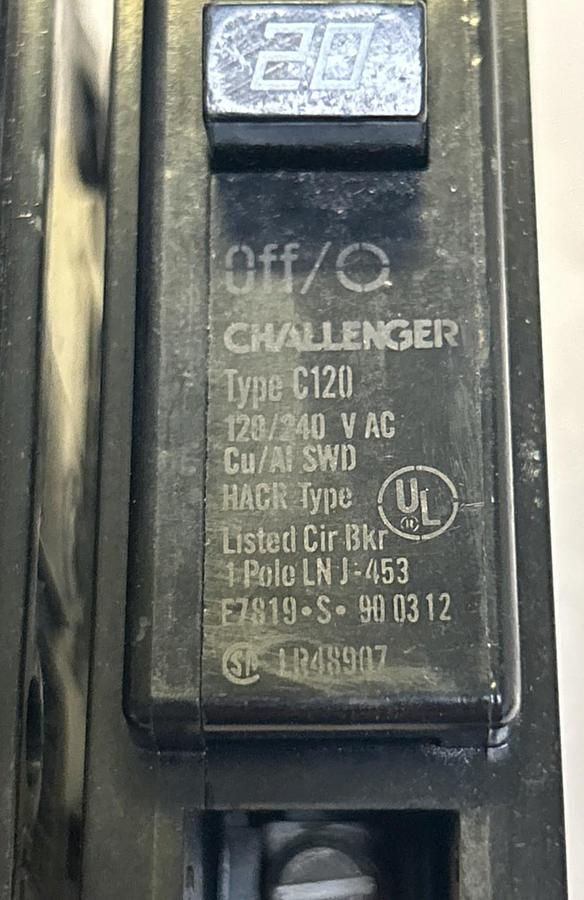 20
Off/O
CHALLENGER
Type C120
120/240 V AC
Cu/Al SWD
HACR Type
UL
Listed Cir Bkr
1-Pole LN J-453
E7819•S• 90 03 12
SA LR48907